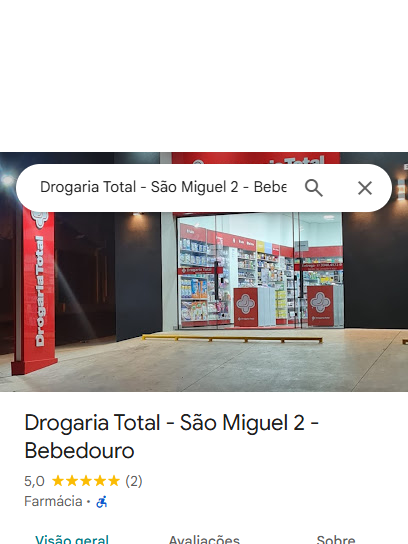 Drogaria Total - São Miguel 2 - Bebe
Drogaria Total
DrogariaTotal
Drogaria Total - São Miguel 2 -
Bebedouro
5,0 (2)
Farmácia ·
Visão geral Avaliações Sobre